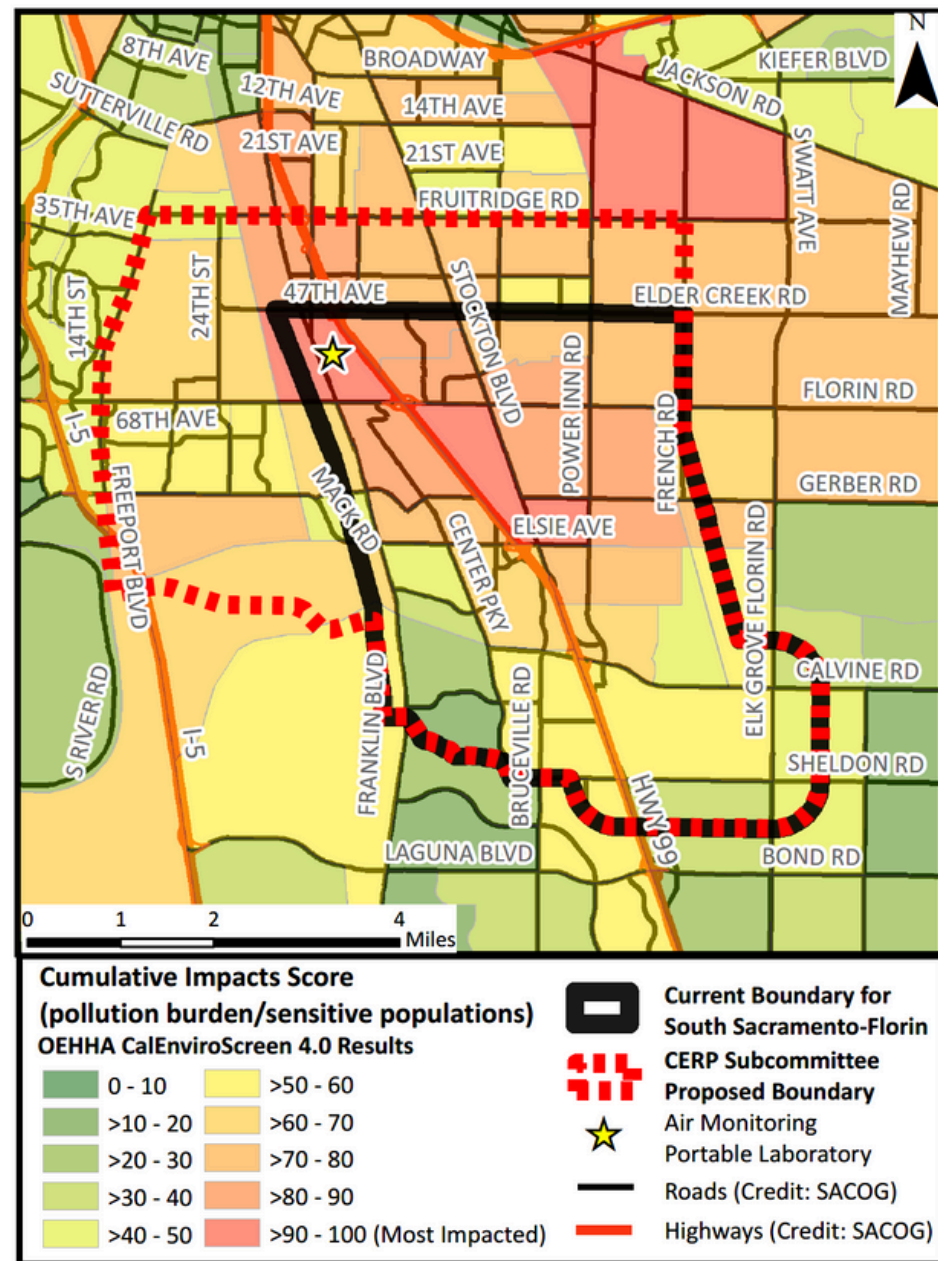 N
8TH AVE
BROADWAY
KIEFER BLVD
JACKSON RD
SUTTERVILLE RD
12TH AVE
14TH AVE
21ST AVE
21ST AVE
S WATT AVE
35TH AVE
FRUITRIDGE RD
MAYHEW RD
14TH ST
24TH ST
47TH AVE
STOCKTON BLVD
ELDER CREEK RD
POWER INN RD
FLORIN RD
I-5
68TH AVE
FRENCH RD
FREEPORT BLVD
MACK RD
CENTER PKY
ELSIE AVE
GERBER RD
ELK GROVE FLORIN RD
S RIVER RD
I-5
FRANKLIN BLVD
BRUCEVILLE RD
CALVINE RD
HWY 99
SHELDON RD
LAGUNA BLVD
BOND RD
0 1 2 4
Miles
Cumulative Impacts Score
(pollution burden/sensitive populations)
OEHHA CalEnviroScreen 4.0 Results
0 - 10
>10 - 20
>20 - 30
>30 - 40
>40 - 50
>50 - 60
>60 - 70
>70 - 80
>80 - 90
>90 - 100 (Most Impacted)
Current Boundary for
South Sacramento-Florin
CERP Subcommittee
Proposed Boundary
Air Monitoring
Portable Laboratory
Roads (Credit: SACOG)
Highways (Credit: SACOG)